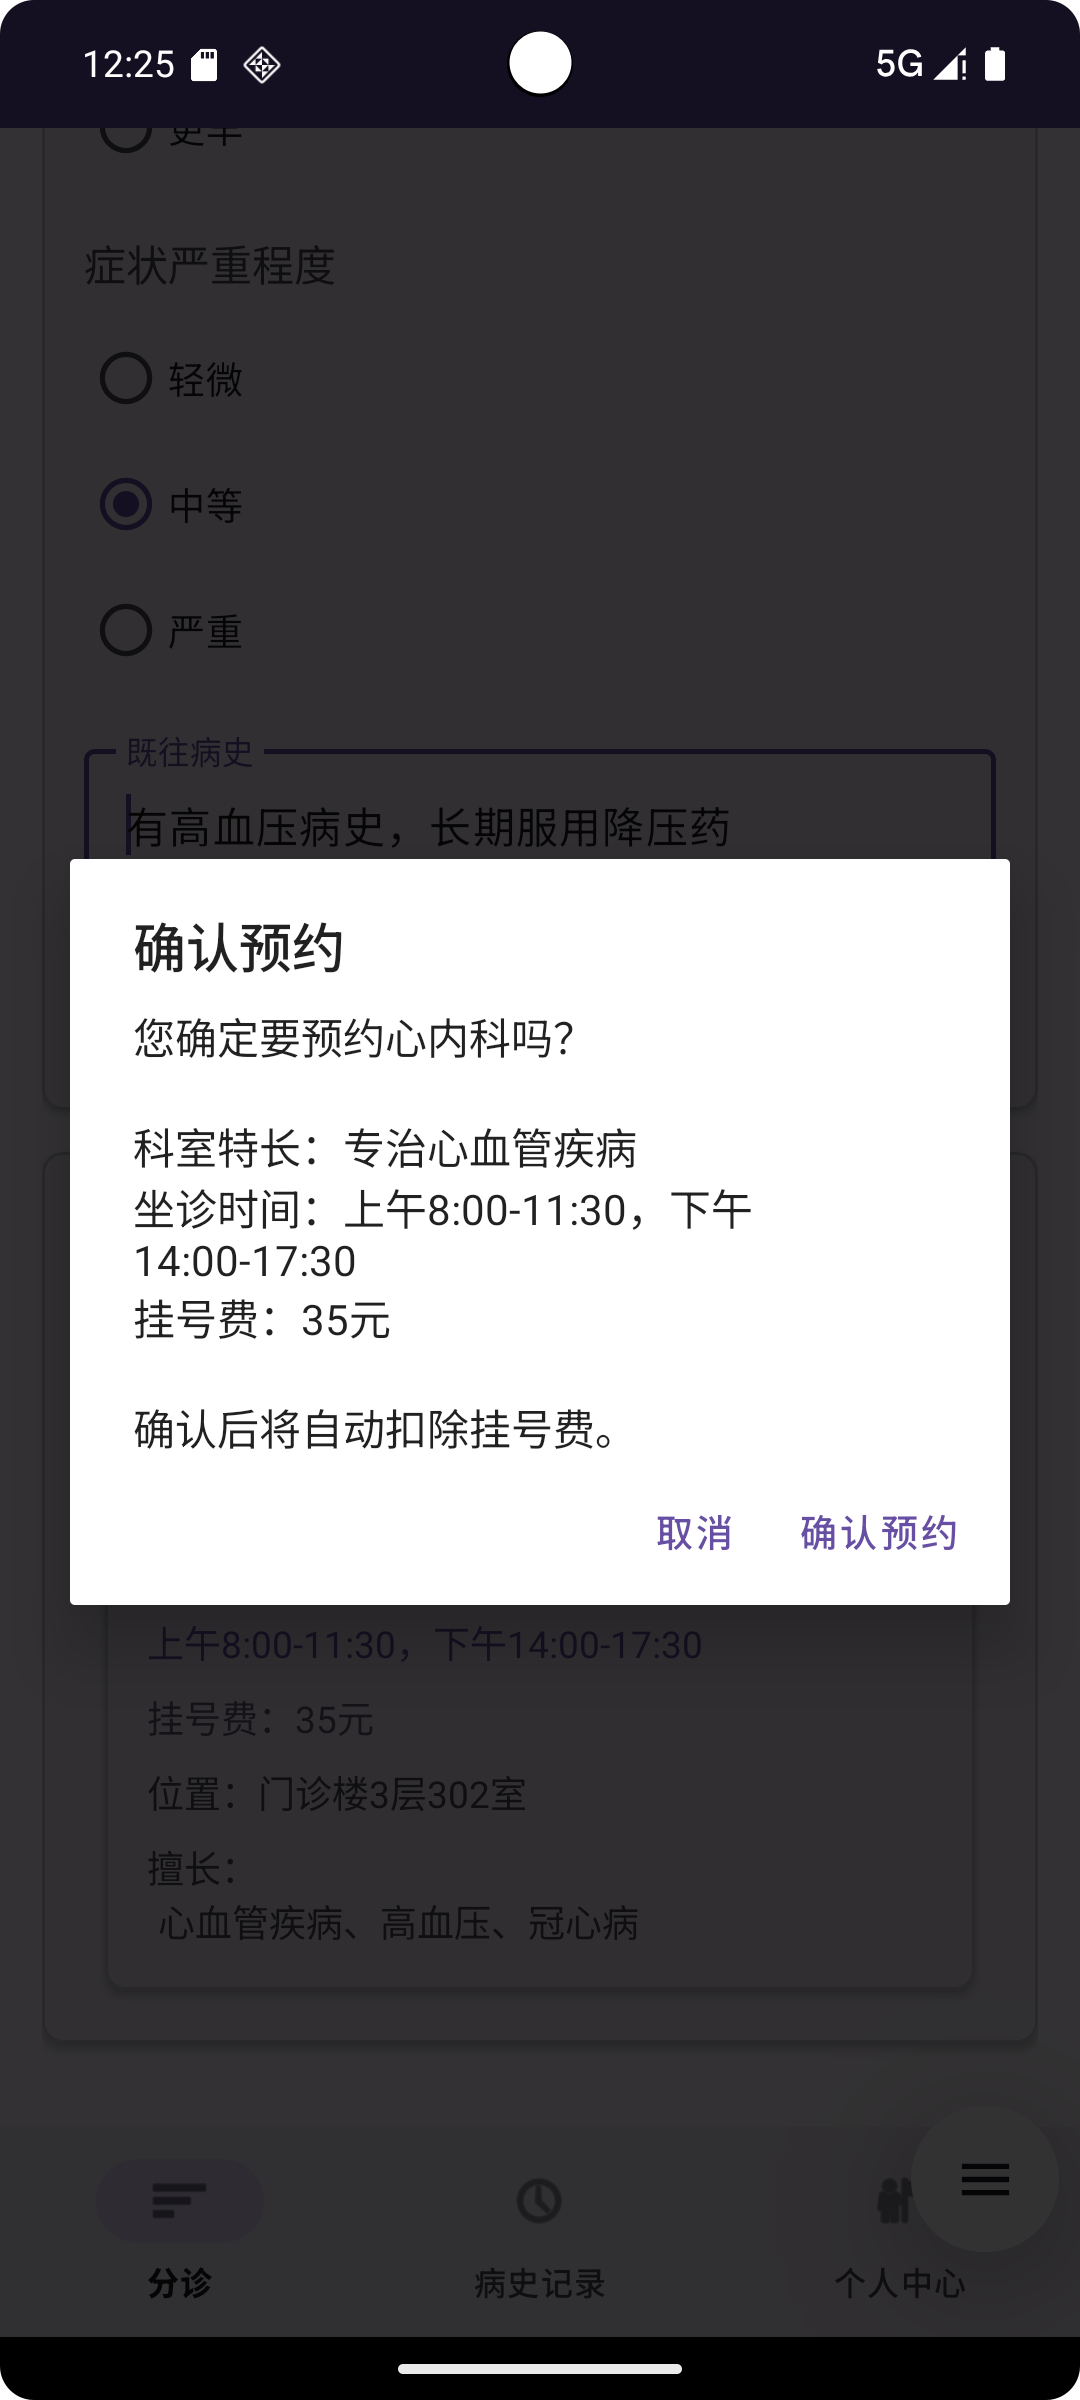 12:25
5G
更早
症状严重程度
轻微
中等
严重
既往病史
有高血压病史，长期服用降压药
确认预约
您确定要预约心内科吗？
科室特长：专治心血管疾病
坐诊时间：上午8:00-11:30，下午
14:00-17:30
挂号费：35元
确认后将自动扣除挂号费。
取消
确认预约
上午8:00-11:30，下午14:00-17:30
挂号费：35元
位置：门诊楼3层302室
擅长：
心血管疾病、高血压、冠心病
分诊
病史记录
个人中心